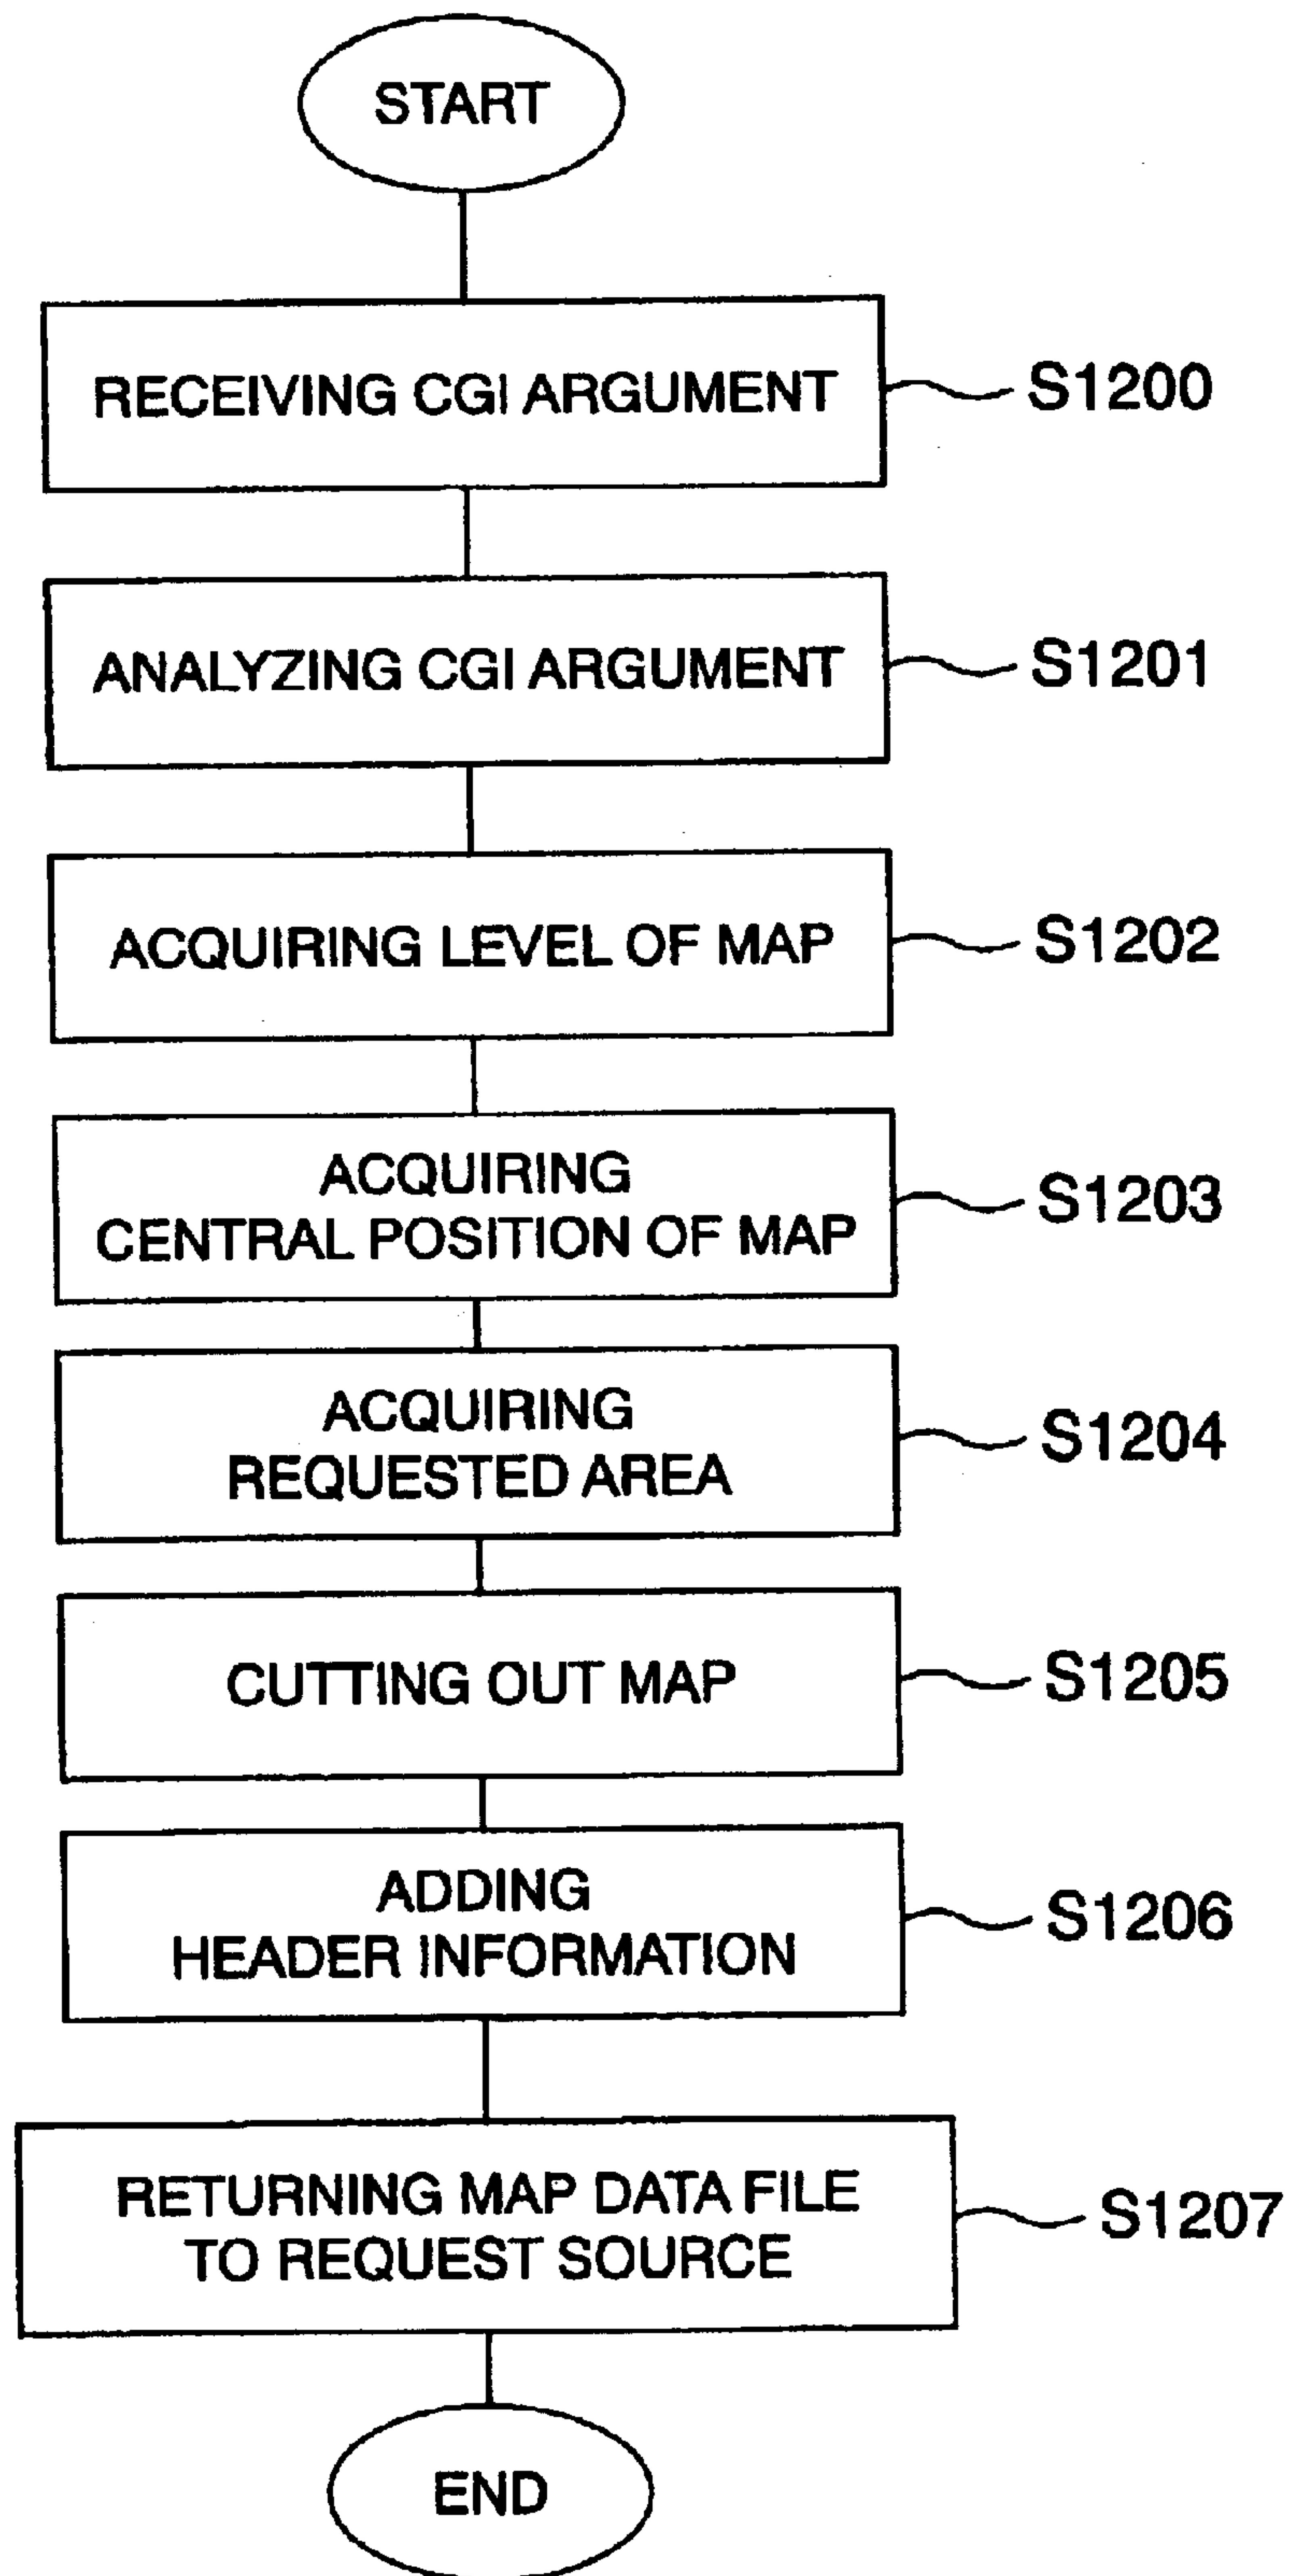 START
RECEIVING CGI ARGUMENT
S1200
ANALYZING CGI ARGUMENT
S1201
ACQUIRING LEVEL OF MAP
S1202
ACQUIRING
CENTRAL POSITION OF MAP
S1203
ACQUIRING
REQUESTED AREA
S1204
CUTTING OUT MAP
S1205
ADDING
HEADER INFORMATION
S1206
RETURNING MAP DATA FILE
TO REQUEST SOURCE
S1207
END